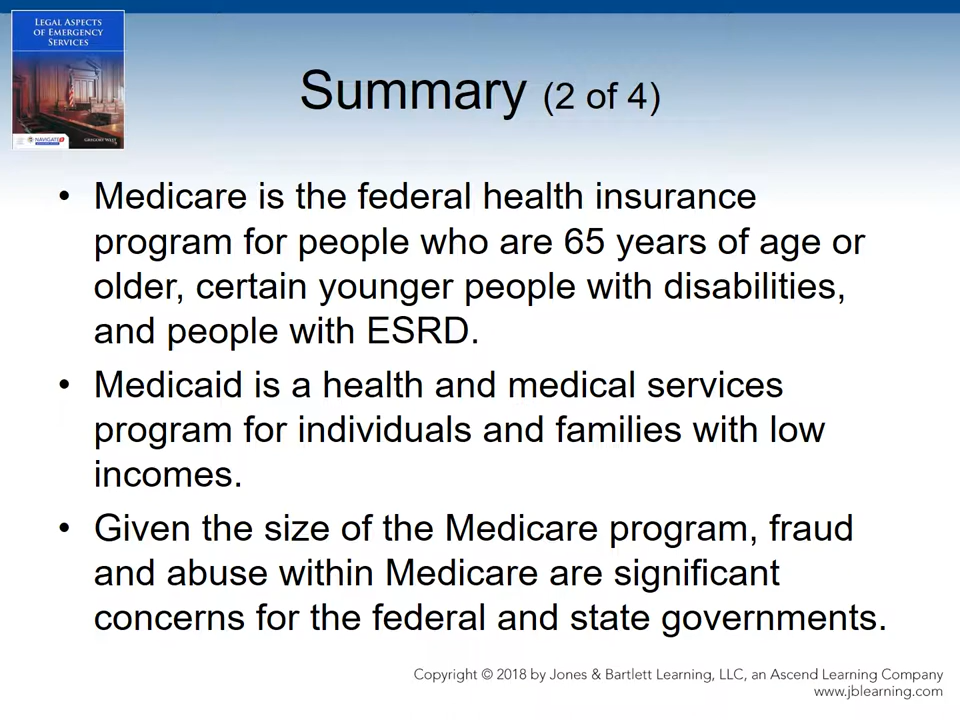 LEGAL ASPECTS
OF EMERGENCY
SERVICES
NAVIGATE
GREGORY WEST
Summary (2 of 4)
• Medicare is the federal health insurance
program for people who are 65 years of age or
older, certain younger people with disabilities,
and people with ESRD.
• Medicaid is a health and medical services
program for individuals and families with low
incomes.
• Given the size of the Medicare program, fraud
and abuse within Medicare are significant
concerns for the federal and state governments.
Copyright © 2018 by Jones & Bartlett Learning, LLC, an Ascend Learning Company
www.jblearning.com